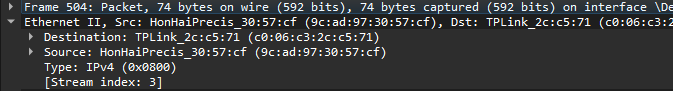 Frame 504: Packet, 74 bytes on wire (592 bits), 74 bytes captured (592 bits) on interface \De
Ethernet II, Src: HonHaiPrecis_30:57:cf (9c:ad:97:30:57:cf), Dst: TPLink_2c:c5:71 (c0:06:c3:2c:c5:71)
Destination: TPLink_2c:c5:71 (c0:06:c3:2c:c5:71)
Source: HonHaiPrecis_30:57:cf (9c:ad:97:30:57:cf)
Type: IPv4 (0x0800)
[Stream index: 3]